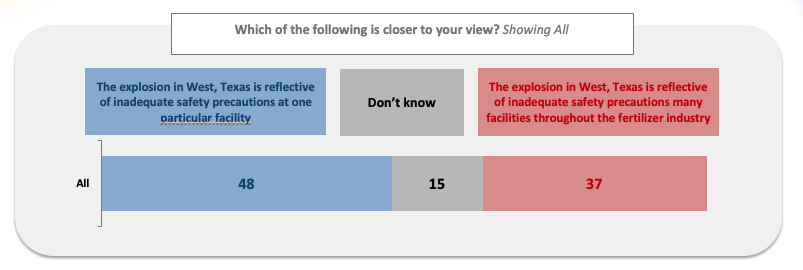 Which of the following is closer to your view? Showing All
The explosion in West, Texas is reflective
of inadequate safety precautions at one
particular facility
Don't know
The explosion in West, Texas is reflective
of inadequate safety precautions many
facilities throughout the fertilizer industry
All
48
15
37